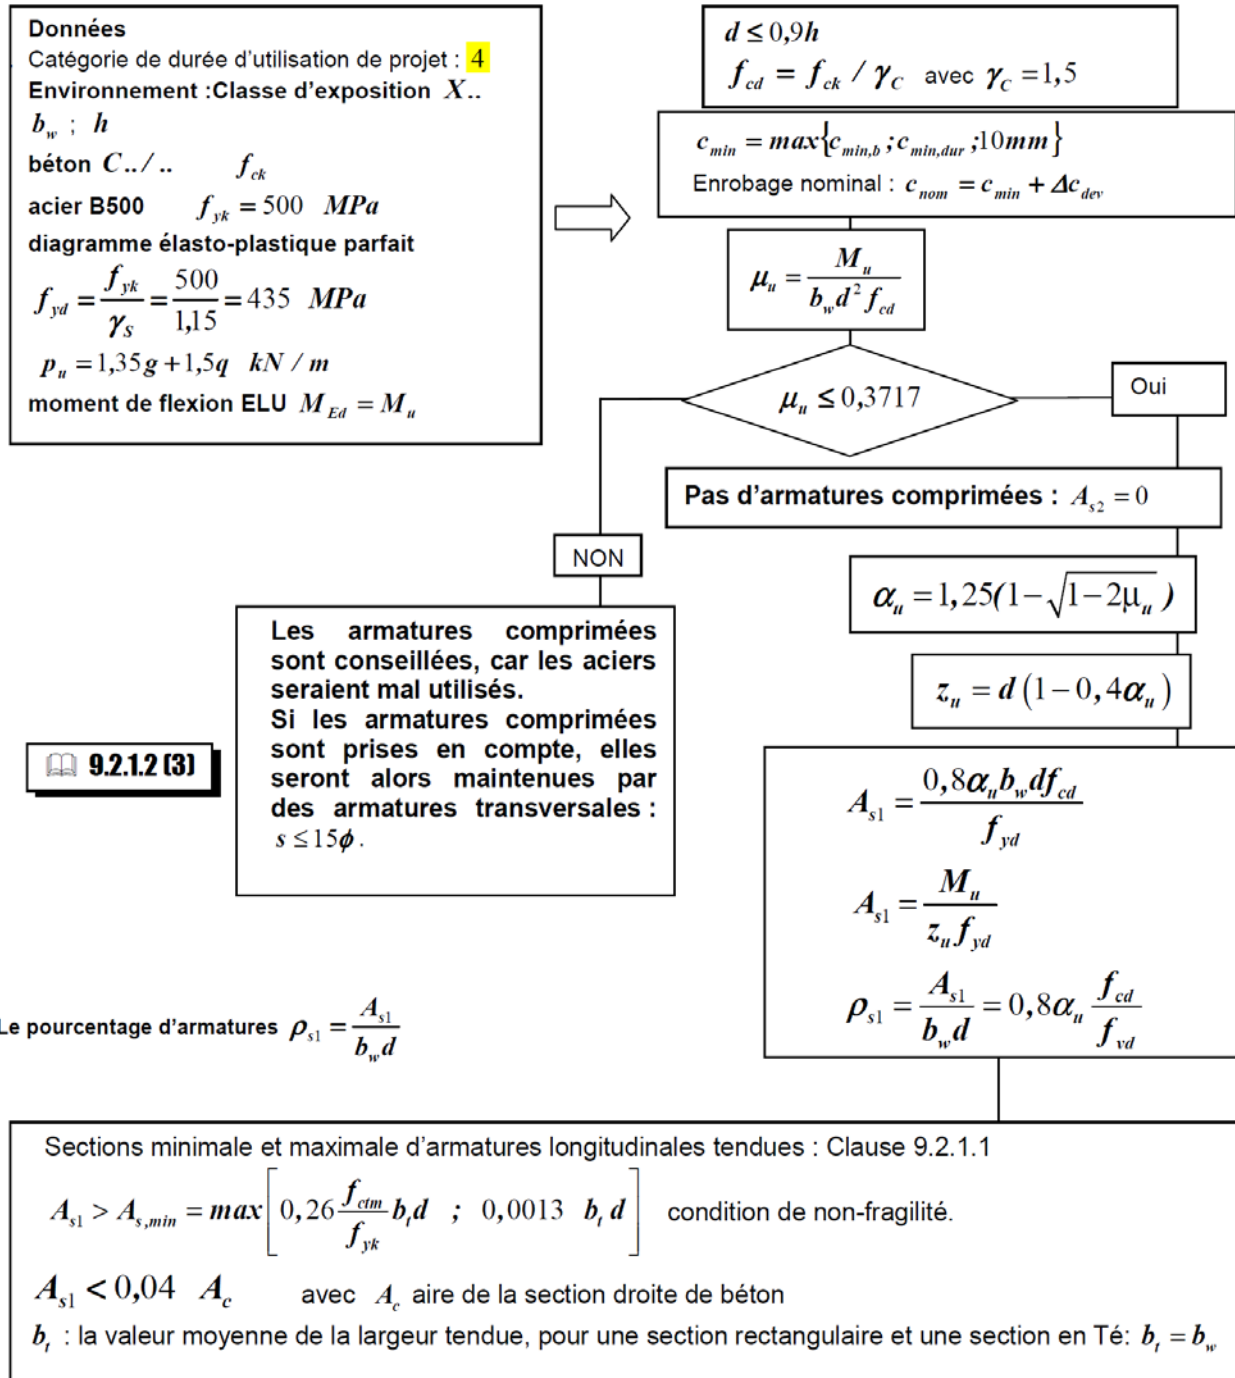 Données
Catégorie de durée d'utilisation de projet : 4
Environnement :Classe d'exposition X..
b_w ; h
béton C../.. f_ck
acier B500 f_yk = 500 MPa
diagramme élasto-plastique parfait
f_yd = f_yk / γ_S = 500 / 1,15 = 435 MPa
p_u = 1,35g + 1,5q kN / m
moment de flexion ELU M_Ed = M_u
d ≤ 0,9h
f_cd = f_ck / γ_C avec γ_C = 1,5
c_min = max{c_min,b ; c_min,dur ; 10mm}
Enrobage nominal : c_nom = c_min + Δc_dev
μ_u = M_u / (b_w d² f_cd)
μ_u ≤ 0,3717
Oui
Pas d'armatures comprimées : A_s2 = 0
NON
α_u = 1,25(1 − √(1 − 2μ_u))
Les armatures comprimées
sont conseillées, car les aciers
seraient mal utilisés.
Si les armatures comprimées
sont prises en compte, elles
seront alors maintenues par
des armatures transversales :
s ≤ 15ϕ .
z_u = d (1 − 0,4α_u)
9.2.1.2 (3)
A_s1 = 0,8α_u b_w d f_cd / f_yd
A_s1 = M_u / (z_u f_yd)
ρ_s1 = A_s1 / (b_w d) = 0,8α_u f_cd / f_yd
Le pourcentage d'armatures ρ_s1 = A_s1 / (b_w d)
Sections minimale et maximale d'armatures longitudinales tendues : Clause 9.2.1.1
A_s1 > A_s,min = max[0,26 (f_ctm / f_yk) b_t d ; 0,0013 b_t d] condition de non-fragilité.
A_s1 < 0,04 A_c avec A_c aire de la section droite de béton
b_t : la valeur moyenne de la largeur tendue, pour une section rectangulaire et une section en Té: b_t = b_w